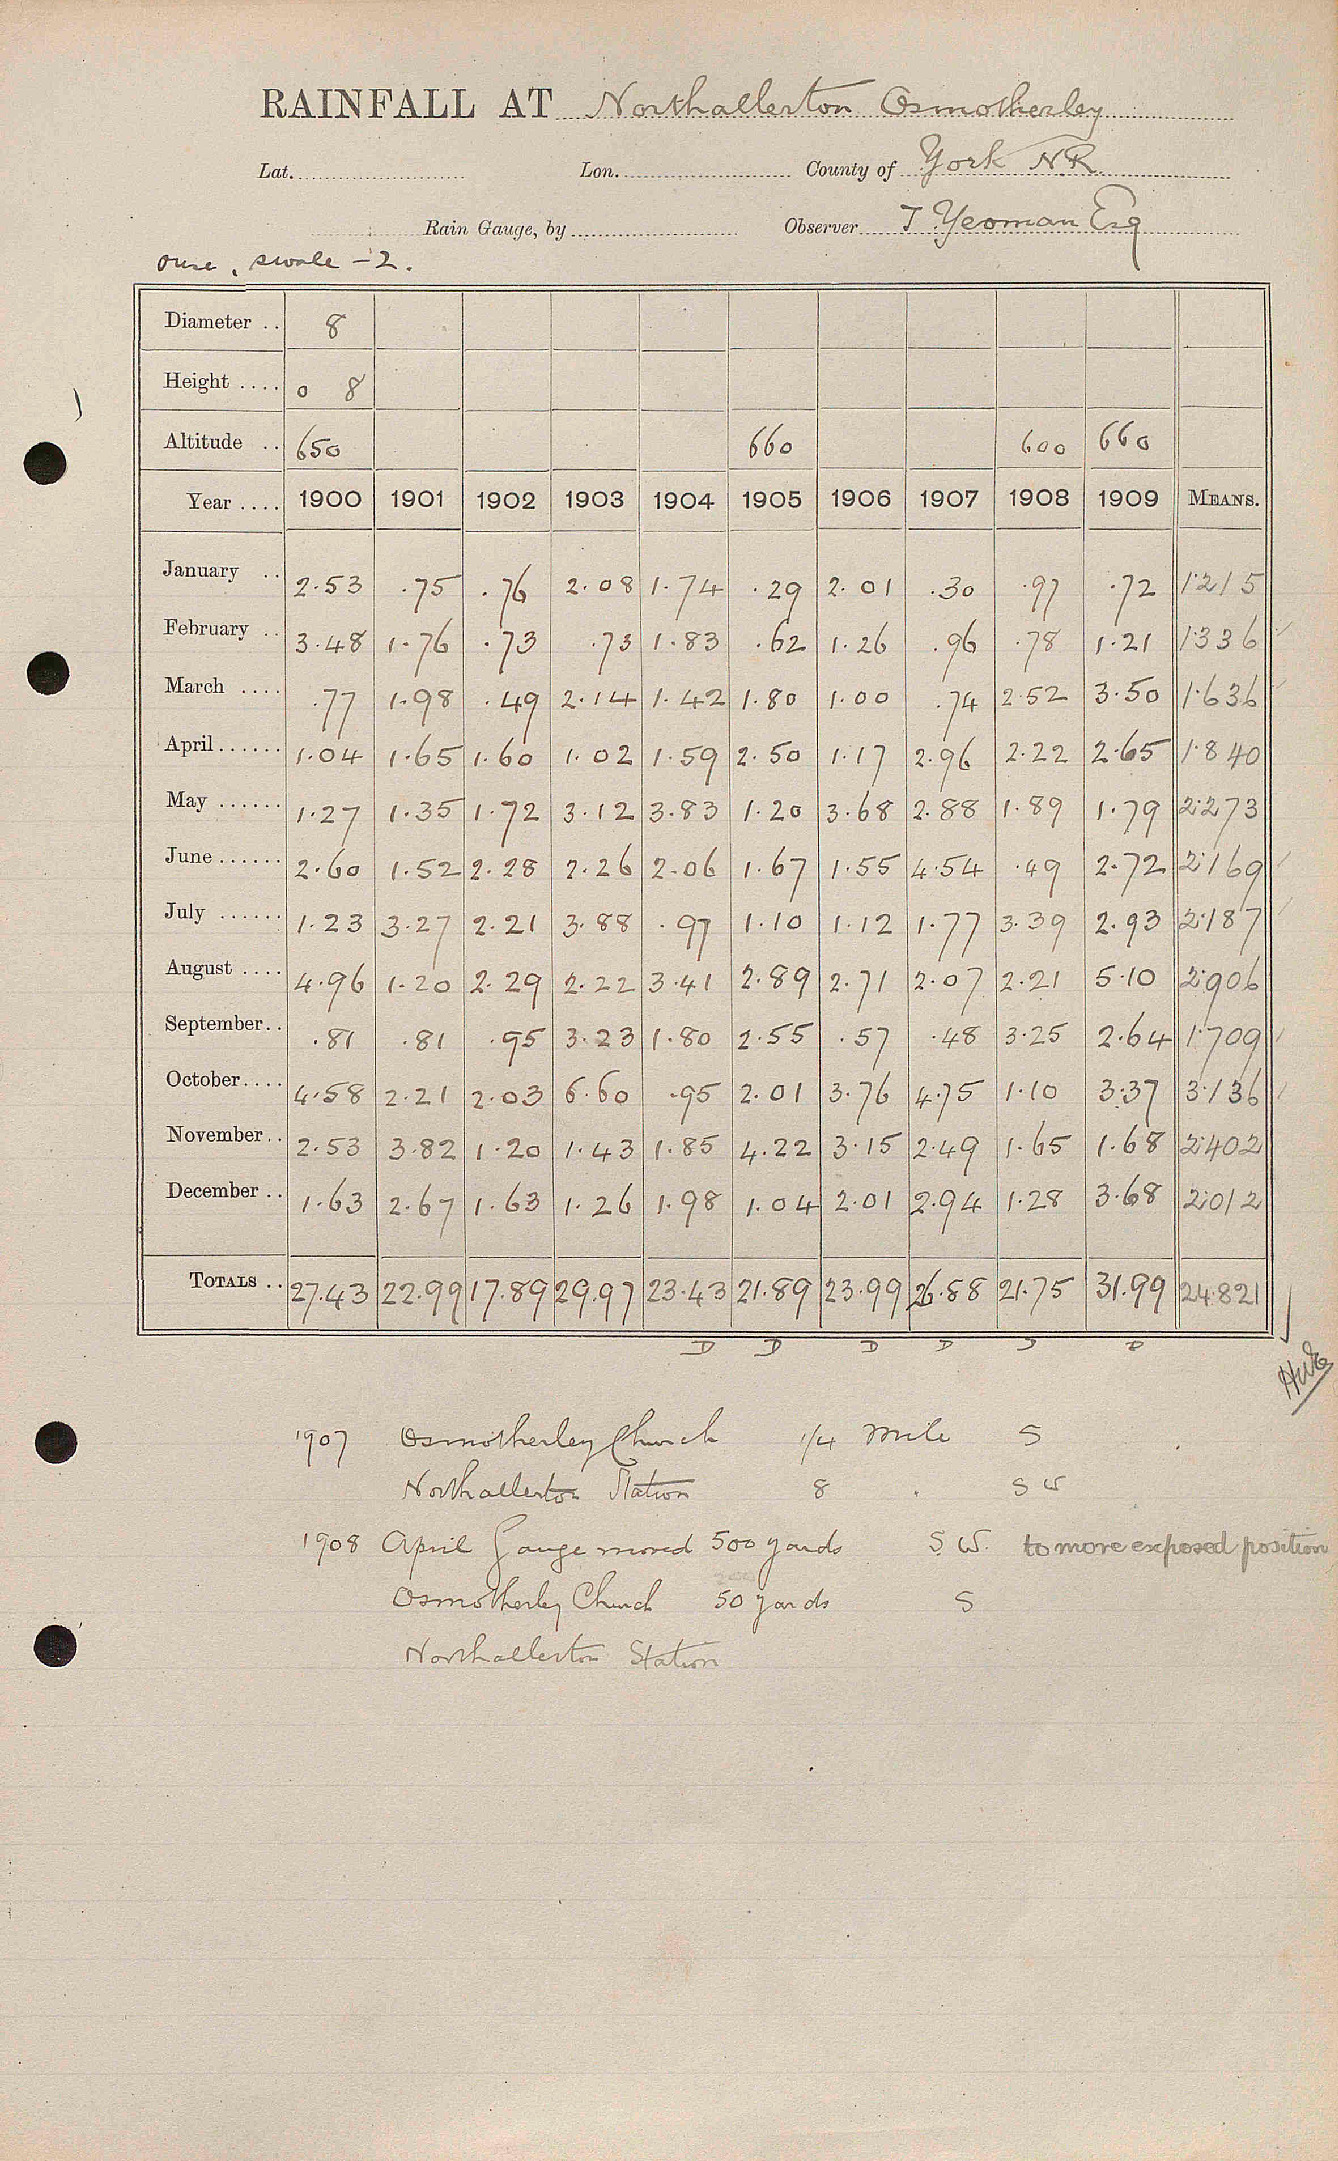 RAINFALL AT Northallerton Osmotherley
Lat. Lon. County of York N.R.
Rain Gauge, by Observer T Yeoman Esq
Ouse, Swale - 2.
Diameter .. 8
Height .... 0 8
Altitude .. 650 660 600 660
Year .... 1900 1901 1902 1903 1904 1905 1906 1907 1908 1909 MEANS.
January .. 2.53 .75 .76 2.08 1.74 .29 2.01 .30 .97 .72 1.215
February .. 3.48 1.76 .73 .73 1.83 .62 1.26 .96 .78 1.21 1.336
March .... .77 1.98 .49 2.14 1.42 1.80 1.00 .74 2.52 3.50 1.636
April...... 1.04 1.65 1.60 1.02 1.59 2.50 1.17 2.96 2.22 2.65 1.840
May ...... 1.27 1.35 1.72 3.12 3.83 1.20 3.68 2.88 1.89 1.79 2.273
June ...... 2.60 1.52 2.28 2.26 2.06 1.67 1.55 4.54 .49 2.72 2.169
July ...... 1.23 3.27 2.21 3.88 .97 1.10 1.12 1.77 3.39 2.93 2.187
August .... 4.96 1.20 2.29 2.22 3.41 2.89 2.71 2.07 2.21 5.10 2.906
September.. .81 .81 .95 3.23 1.80 2.55 .57 .48 3.25 2.64 1.709
October.... 4.58 2.21 2.03 6.60 .95 2.01 3.76 4.75 1.10 3.37 3.136
November.. 2.53 3.82 1.20 1.43 1.85 4.22 3.15 2.49 1.65 1.68 2.402
December .. 1.63 2.67 1.63 1.26 1.98 1.04 2.01 2.94 1.28 3.68 2.012
TOTALS .. 27.43 22.99 17.89 29.97 23.43 21.89 23.99 26.88 21.75 31.99 24.821
D D D D D D
1907 Osmotherley Church 1/4 Mile S
Northallerton Station 8 SW
1908 April Gauge moved 500 yards S.W. to more exposed position
Osmotherley Church 50 yards S
Northallerton Station